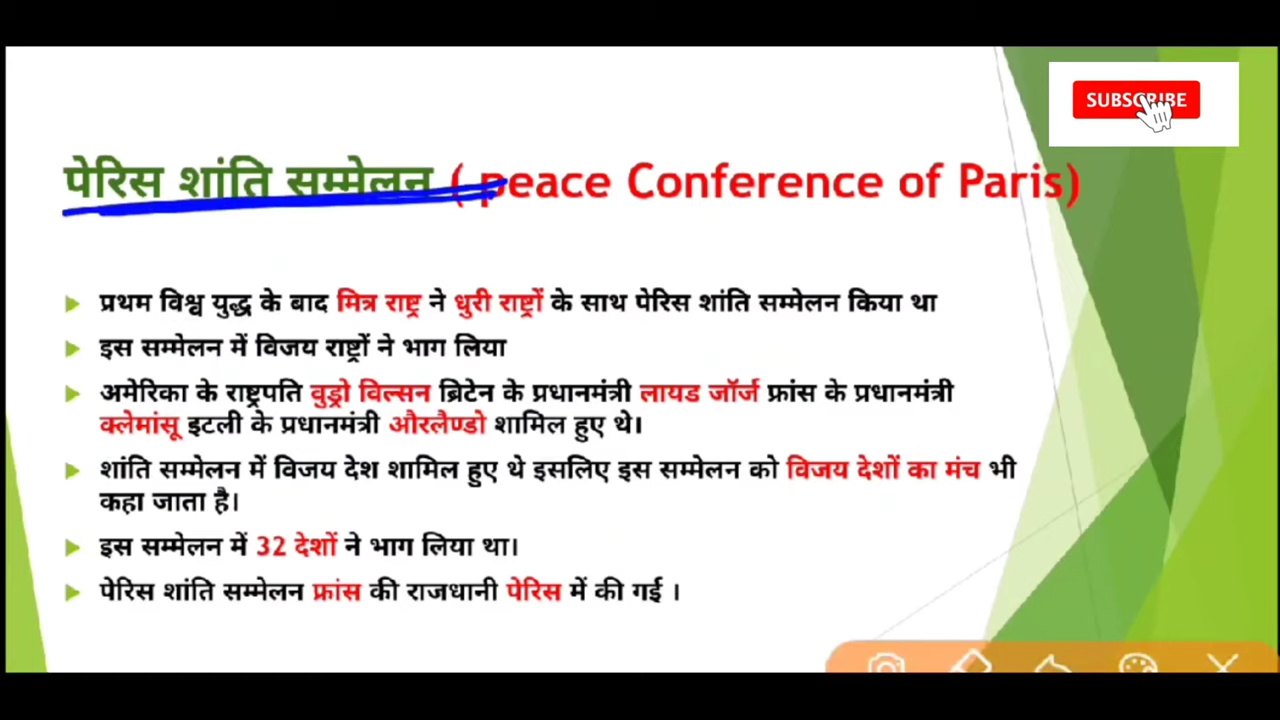 SUBSCRIBE
पेरिस शांति सम्मेलन ( peace Conference of Paris)
प्रथम विश्व युद्ध के बाद मित्र राष्ट्र ने धुरी राष्ट्रों के साथ पेरिस शांति सम्मेलन किया था
इस सम्मेलन में विजय राष्ट्रों ने भाग लिया
अमेरिका के राष्ट्रपति वुड्रो विल्सन ब्रिटेन के प्रधानमंत्री लायड जॉर्ज फ्रांस के प्रधानमंत्री
क्लेमांसू इटली के प्रधानमंत्री औरलैण्डो शामिल हुए थे।
शांति सम्मेलन में विजय देश शामिल हुए थे इसलिए इस सम्मेलन को विजय देशों का मंच भी
कहा जाता है।
इस सम्मेलन में 32 देशों ने भाग लिया था।
पेरिस शांति सम्मेलन फ्रांस की राजधानी पेरिस में की गई ।